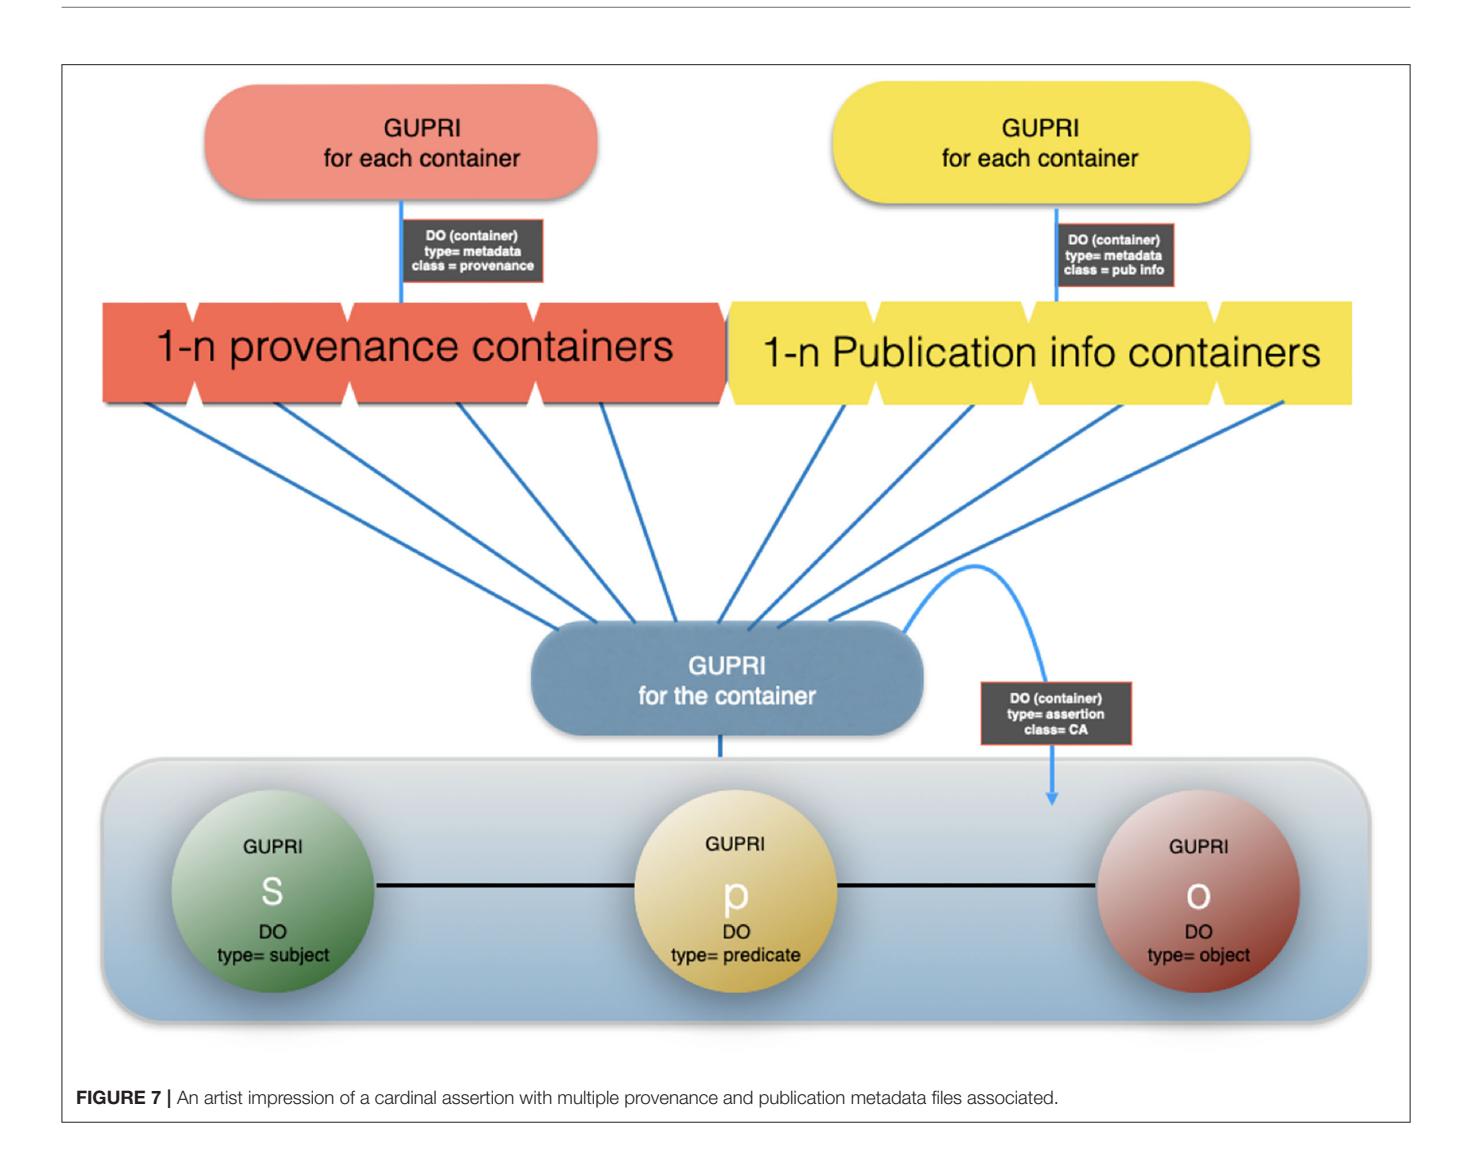 GUPRI
for each container
GUPRI
for each container
DO (container)
type= metadata
class = provenance
DO (container)
type= metadata
class = pub info
1-n provenance containers
1-n Publication info containers
GUPRI
for the container
DO (container)
type= assertion
class= CA
GUPRI
s
DO
type= subject
GUPRI
p
DO
type= predicate
GUPRI
o
DO
type= object
FIGURE 7 | An artist impression of a cardinal assertion with multiple provenance and publication metadata files associated.